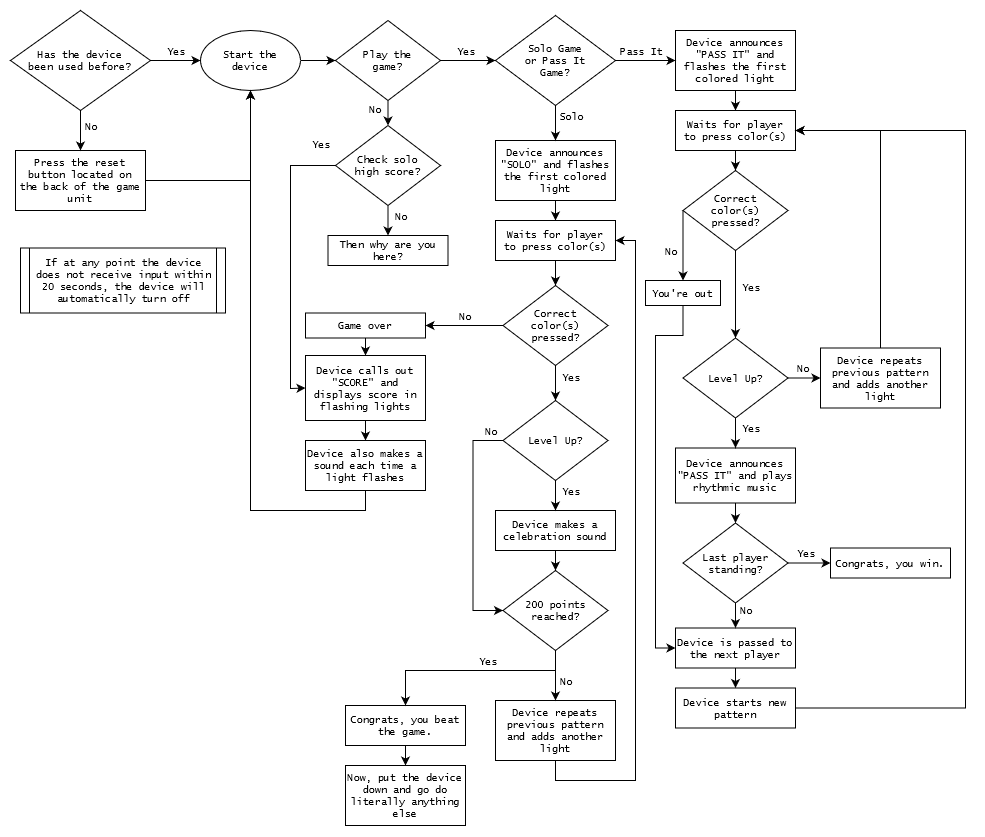 Has the device
been used before?
Yes
Start the
device
Play the
game?
Yes
Solo Game
or Pass It
Game?
Pass It
Device announces
"PASS IT" and
flashes the first
colored light
No
No
Solo
Waits for player
to press color(s)
Press the reset
button located on
the back of the game
unit
Yes
Check solo
high score?
Device announces
"SOLO" and flashes
the first colored
light
Correct
color(s)
pressed?
No
Then why are you
here?
Waits for player
to press color(s)
No
Yes
You're out
If at any point the device
does not receive input within
20 seconds, the device will
automatically turn off
Game over
No
Correct
color(s)
pressed?
Device calls out
"SCORE" and
displays score in
flashing lights
Yes
Level Up?
No
Device repeats
previous pattern
and adds another
light
No
Level Up?
Yes
Device also makes a
sound each time a
light flashes
Device announces
"PASS IT" and plays
rhythmic music
Yes
Device makes a
celebration sound
Last player
standing?
Yes
Congrats, you win.
200 points
reached?
No
Device is passed to
the next player
Yes
No
Device starts new
pattern
Congrats, you beat
the game.
Device repeats
previous pattern
and adds another
light
Now, put the device
down and go do
literally anything
else